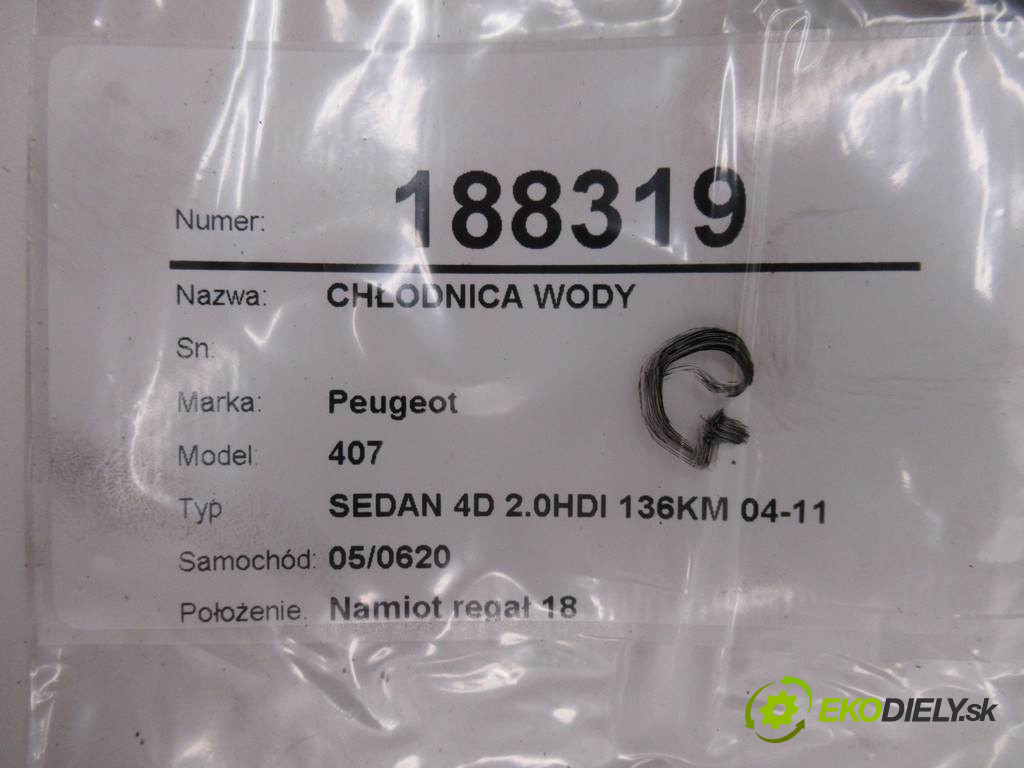 Numer: 188319
Nazwa: CHŁODNICA WODY
Sn:
Marka: Peugeot
Model: 407
Typ SEDAN 4D 2.0HDI 136KM 04-11
Samochód: 05/0620
Położenie. Namiot regał 18
G
EKODIELY.sk